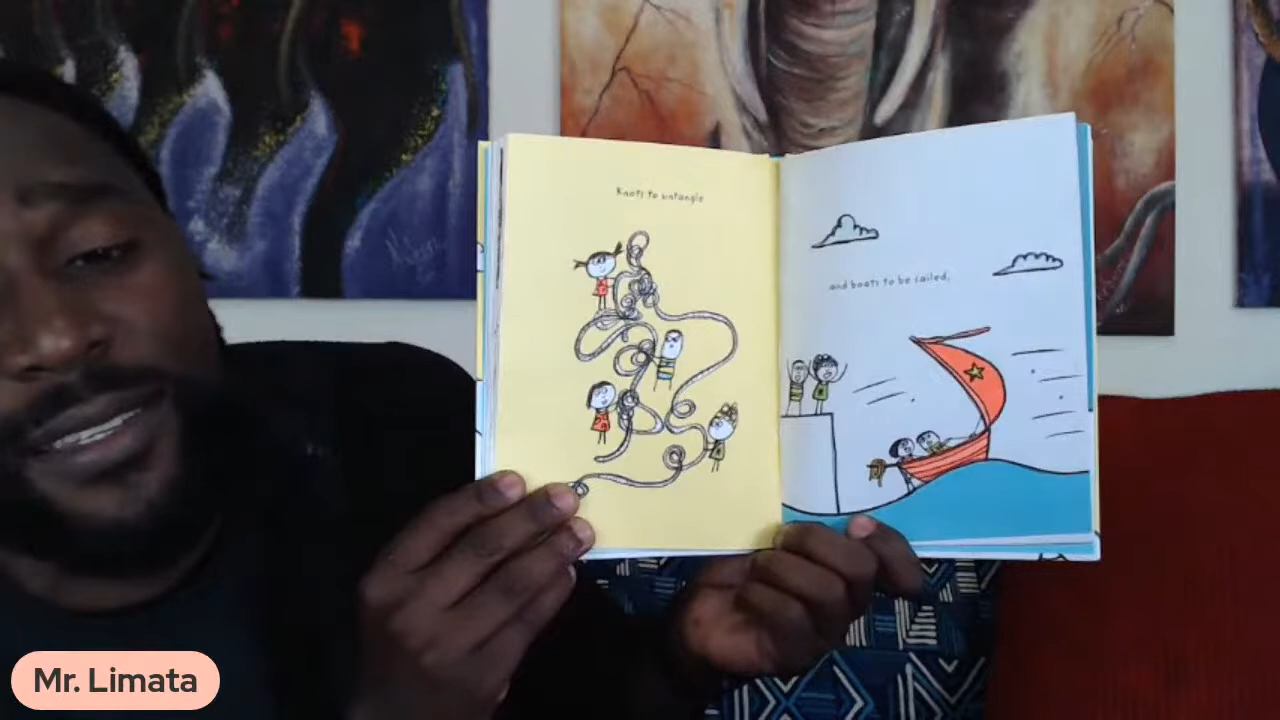 Knots to untangle
and boats to be sailed,
Mr. Limata